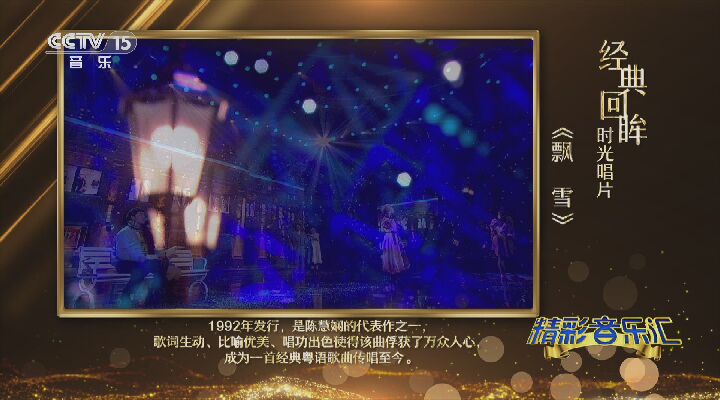 CCTV 15
音乐
经典回眸
时光唱片
《飘雪》
1992年发行，是陈慧娴的代表作之一，
歌词生动、比喻优美、唱功出色使得该曲俘获了万众人心，
成为一首经典粤语歌曲传唱至今。
精彩音乐汇